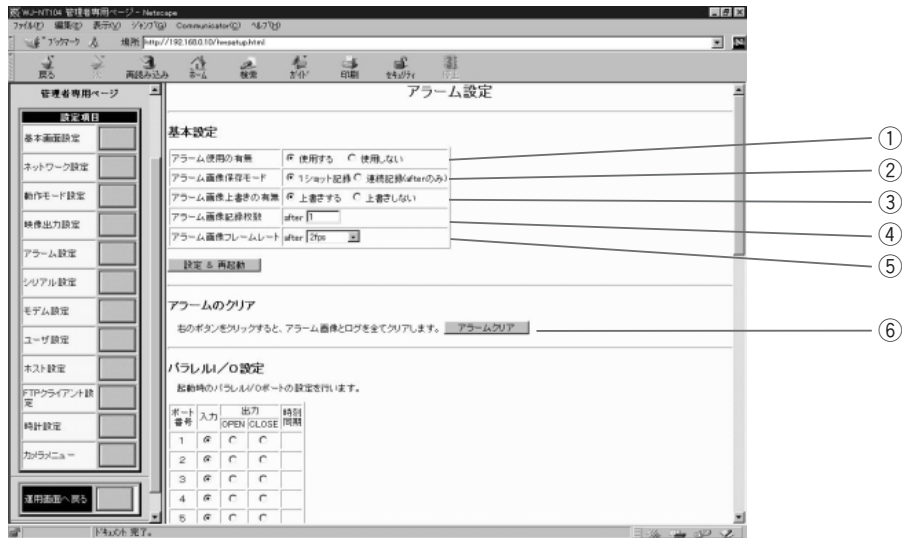 WJ-NT104 管理者専用ページ - Netscape
ファイル(F) 編集(E) 表示(V) ジャンプ(G) Communicator(C) ヘルプ(H)
ブックマーク 場所 http://192.168.0.10/hwsetup.html
戻る 再読み込み ホーム 検索 ガイド 印刷 セキュリティ 停止
管理者専用ページ
設定項目
基本画面設定
ネットワーク設定
動作モード設定
映像出力設定
アラーム設定
シリアル設定
モデム設定
ユーザ設定
ホスト設定
FTPクライアント設定
時計設定
カメラメニュー
運用画面へ戻る
アラーム設定
基本設定
アラーム使用の有無 使用する 使用しない ①
アラーム画像保存モード 1ショット記録 連続記録(afterのみ) ②
アラーム画像上書きの有無 上書きする 上書きしない ③
アラーム画像記録枚数 after 1 ④
アラーム画像フレームレート after 2fps ⑤
設定 & 再起動
アラームのクリア
右のボタンをクリックすると、アラーム画像とログを全てクリアします。 アラームクリア ⑥
パラレルI/O設定
起動時のパラレルI/Oポートの設定を行います。
ポート番号 入力 出力 時刻同期
OPEN CLOSE
1
2
3
4
5
ドキュメント 完了。